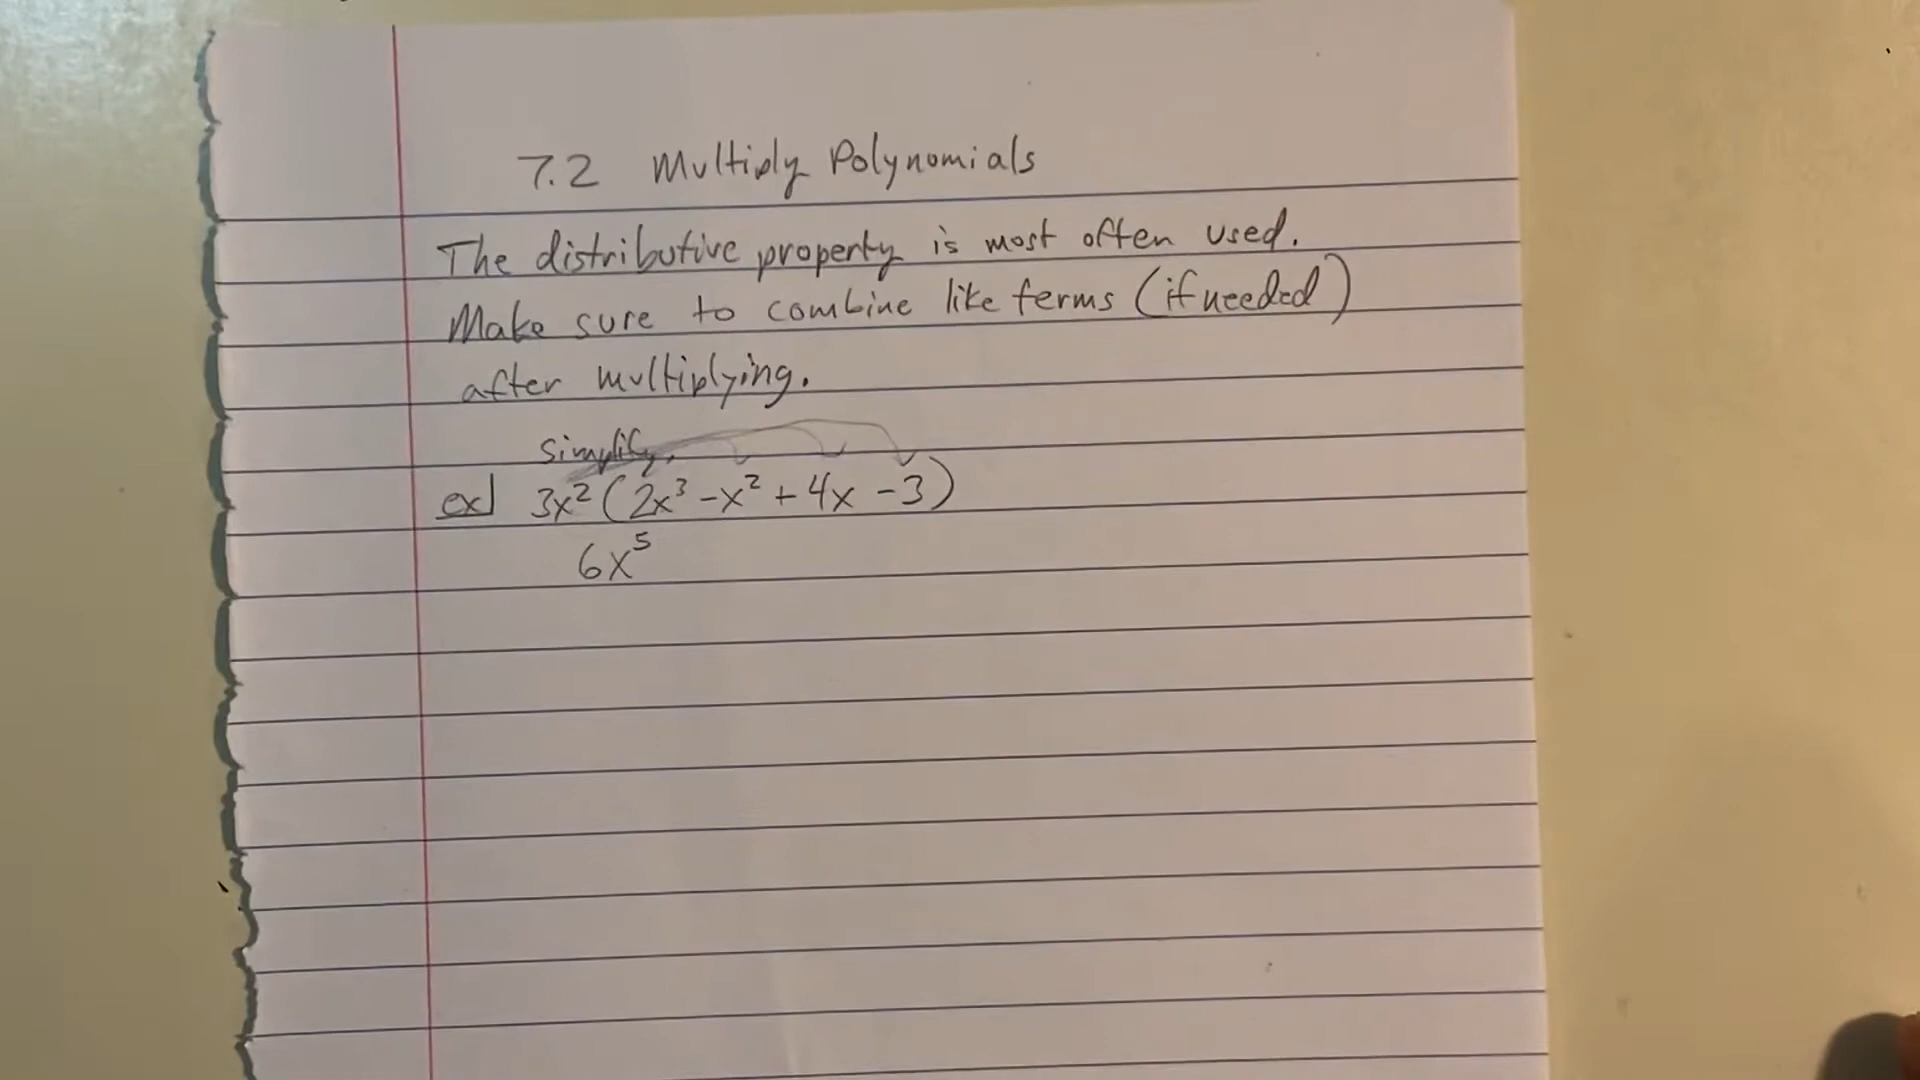 7.2 Multiply Polynomials
The distributive property is most often used.
Make sure to combine like terms (if needed)
after multiplying.
Simplify.
ex] 3x² (2x³ - x² + 4x - 3)
6x⁵